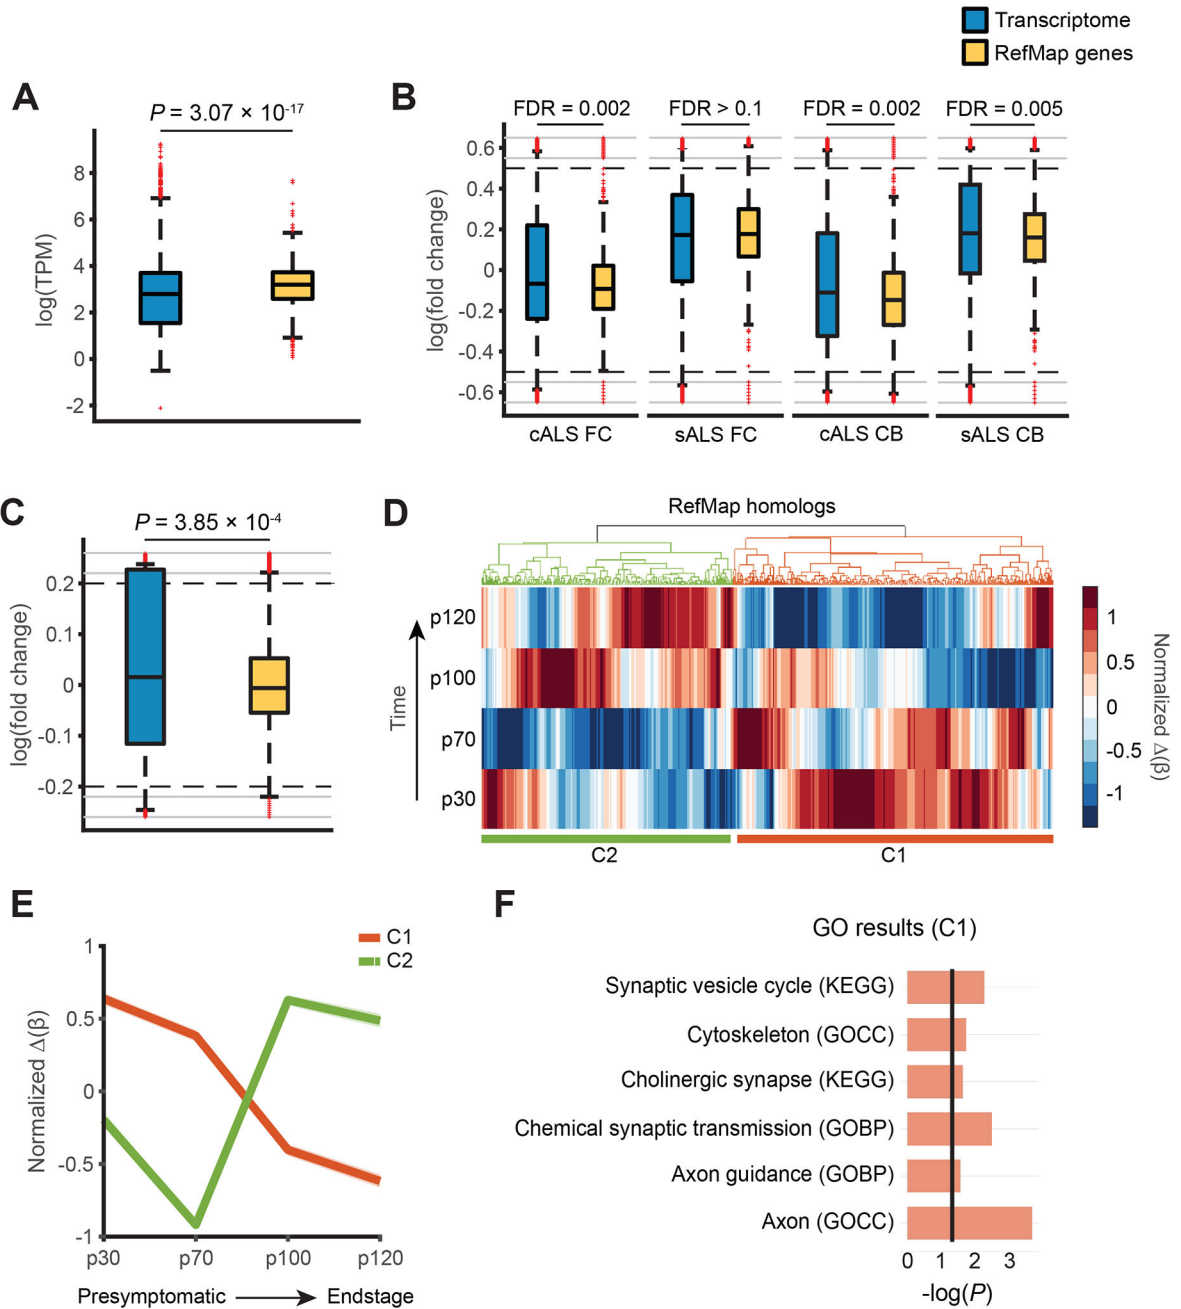 Transcriptome
RefMap genes
A
P = 3.07 × 10-17
log(TPM)
8
6
4
2
0
-2
B
FDR = 0.002
FDR > 0.1
FDR = 0.002
FDR = 0.005
log(fold change)
0.6
0.4
0.2
0
-0.2
-0.4
-0.6
cALS FC
sALS FC
cALS CB
sALS CB
C
P = 3.85 × 10-4
log(fold change)
0.2
0.1
0
-0.1
-0.2
D
RefMap homologs
Time
p120
p100
p70
p30
C2
C1
1
0.5
0
-0.5
-1
Normalized Δ(β)
E
C1
C2
Normalized Δ(β)
1
0.5
0
-0.5
-1
p30
p70
p100
p120
Presymptomatic
Endstage
F
GO results (C1)
Synaptic vesicle cycle (KEGG)
Cytoskeleton (GOCC)
Cholinergic synapse (KEGG)
Chemical synaptic transmission (GOBP)
Axon guidance (GOBP)
Axon (GOCC)
0 1 2 3
-log(P)